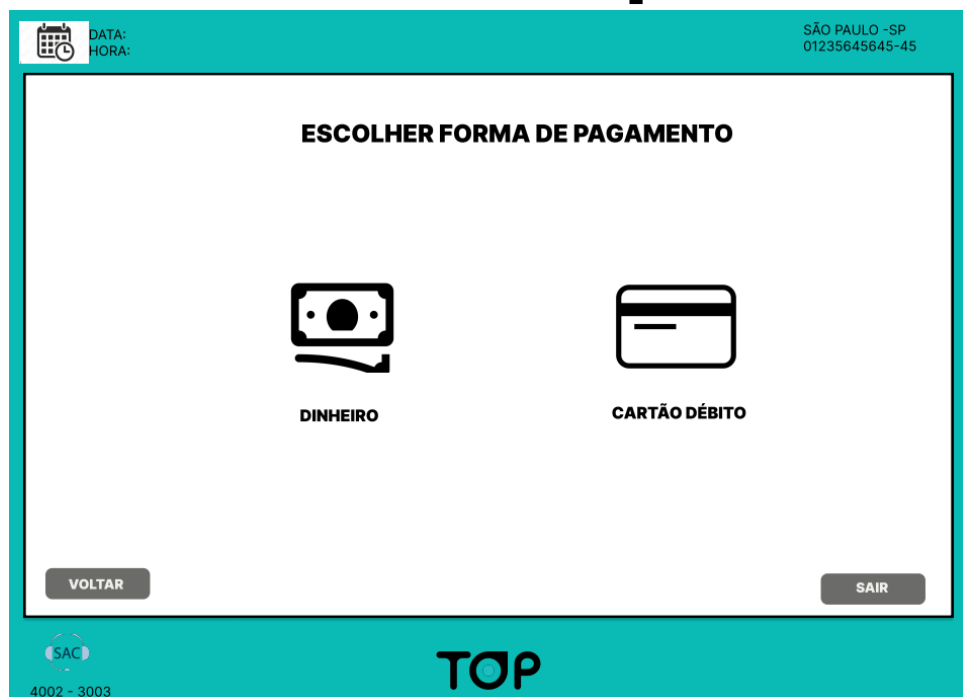 DATA:
HORA:
SÃO PAULO -SP
01235645645-45
ESCOLHER FORMA DE PAGAMENTO
DINHEIRO
CARTÃO DÉBITO
VOLTAR
SAIR
SAC
4002 - 3003
TOP